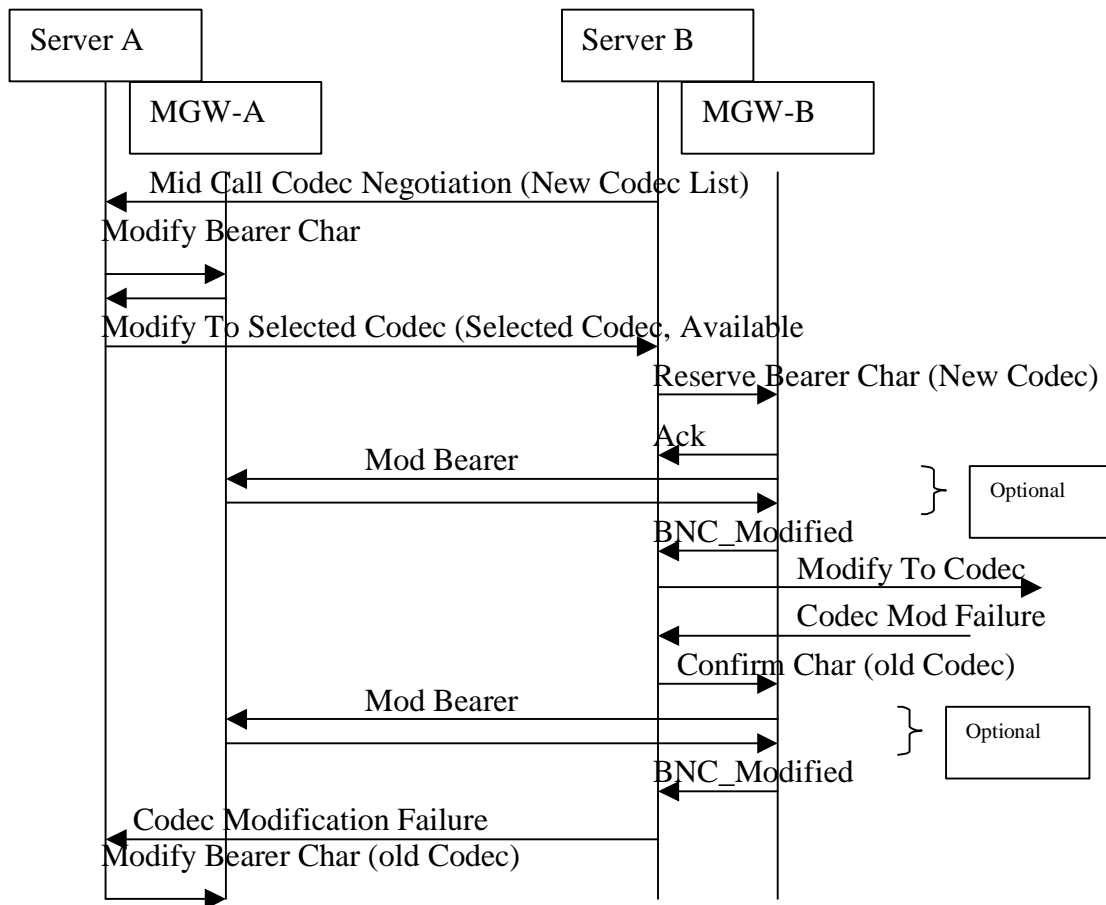 Server A
Server B
MGW-A
MGW-B
Mid Call Codec Negotiation (New Codec List)
Modify Bearer Char
Modify To Selected Codec (Selected Codec, Available
Reserve Bearer Char (New Codec)
Ack
Mod Bearer
Optional
BNC_Modified
Modify To Codec
Codec Mod Failure
Confirm Char (old Codec)
Mod Bearer
Optional
BNC_Modified
Codec Modification Failure
Modify Bearer Char (old Codec)